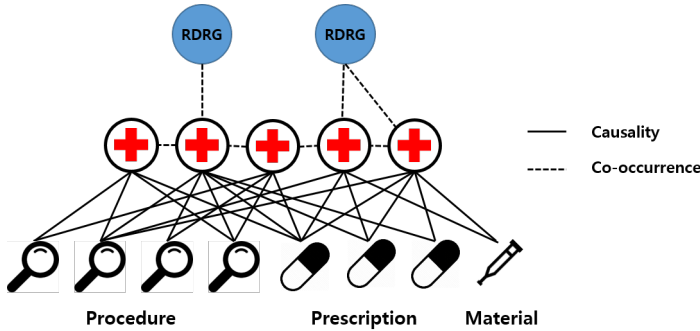 RDRG
RDRG
Causality
Co-occurrence
Procedure
Prescription
Material